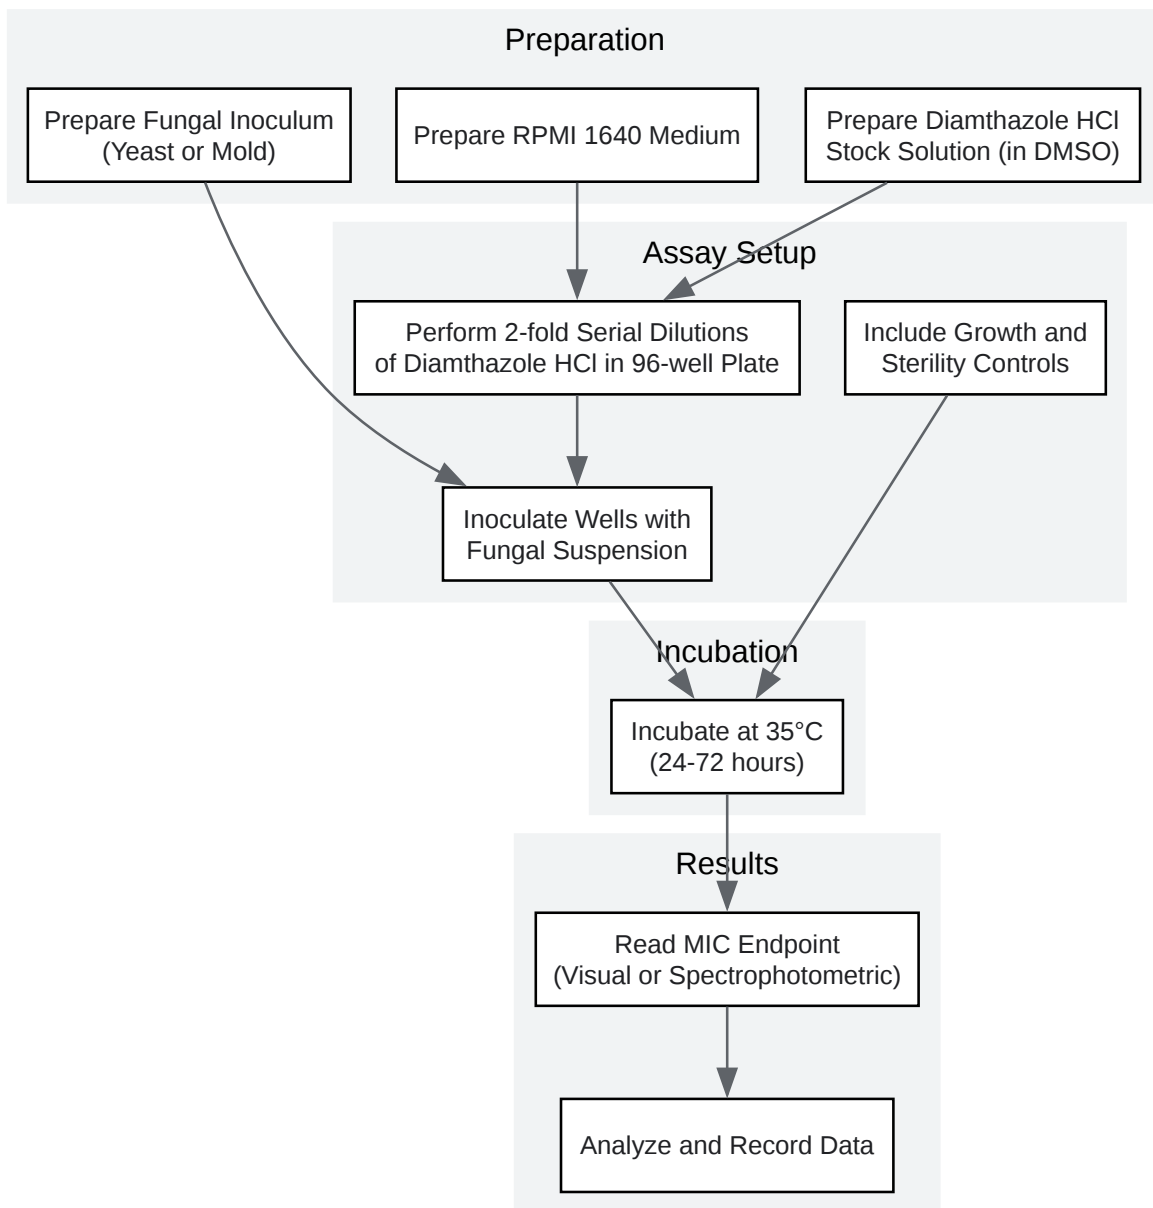 Preparation
Prepare Fungal Inoculum
(Yeast or Mold)
Prepare RPMI 1640 Medium
Prepare Diamthazole HCl
Stock Solution (in DMSO)
Assay Setup
Perform 2-fold Serial Dilutions
of Diamthazole HCl in 96-well Plate
Include Growth and
Sterility Controls
Inoculate Wells with
Fungal Suspension
Incubation
Incubate at 35°C
(24-72 hours)
Results
Read MIC Endpoint
(Visual or Spectrophotometric)
Analyze and Record Data